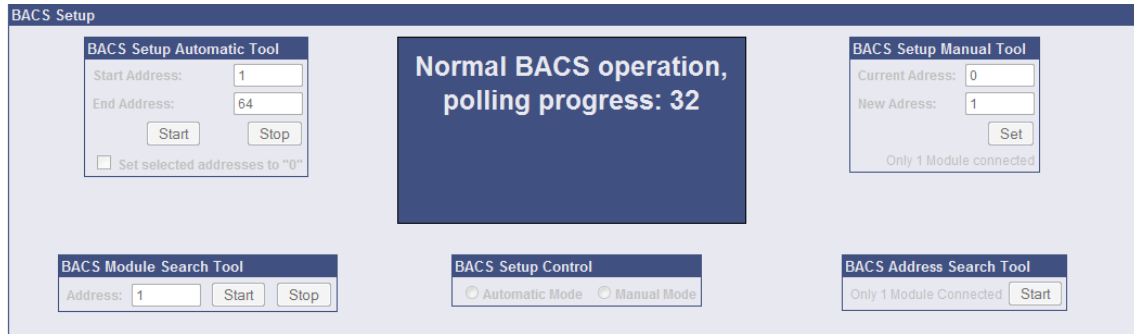 BACS Setup
BACS Setup Automatic Tool
Start Address: 1
End Address: 64
Start Stop
Set selected addresses to "0"
Normal BACS operation,
polling progress: 32
BACS Setup Manual Tool
Current Adress: 0
New Adress: 1
Set
Only 1 Module connected
BACS Module Search Tool
Address: 1 Start Stop
BACS Setup Control
Automatic Mode Manual Mode
BACS Address Search Tool
Only 1 Module Connected Start